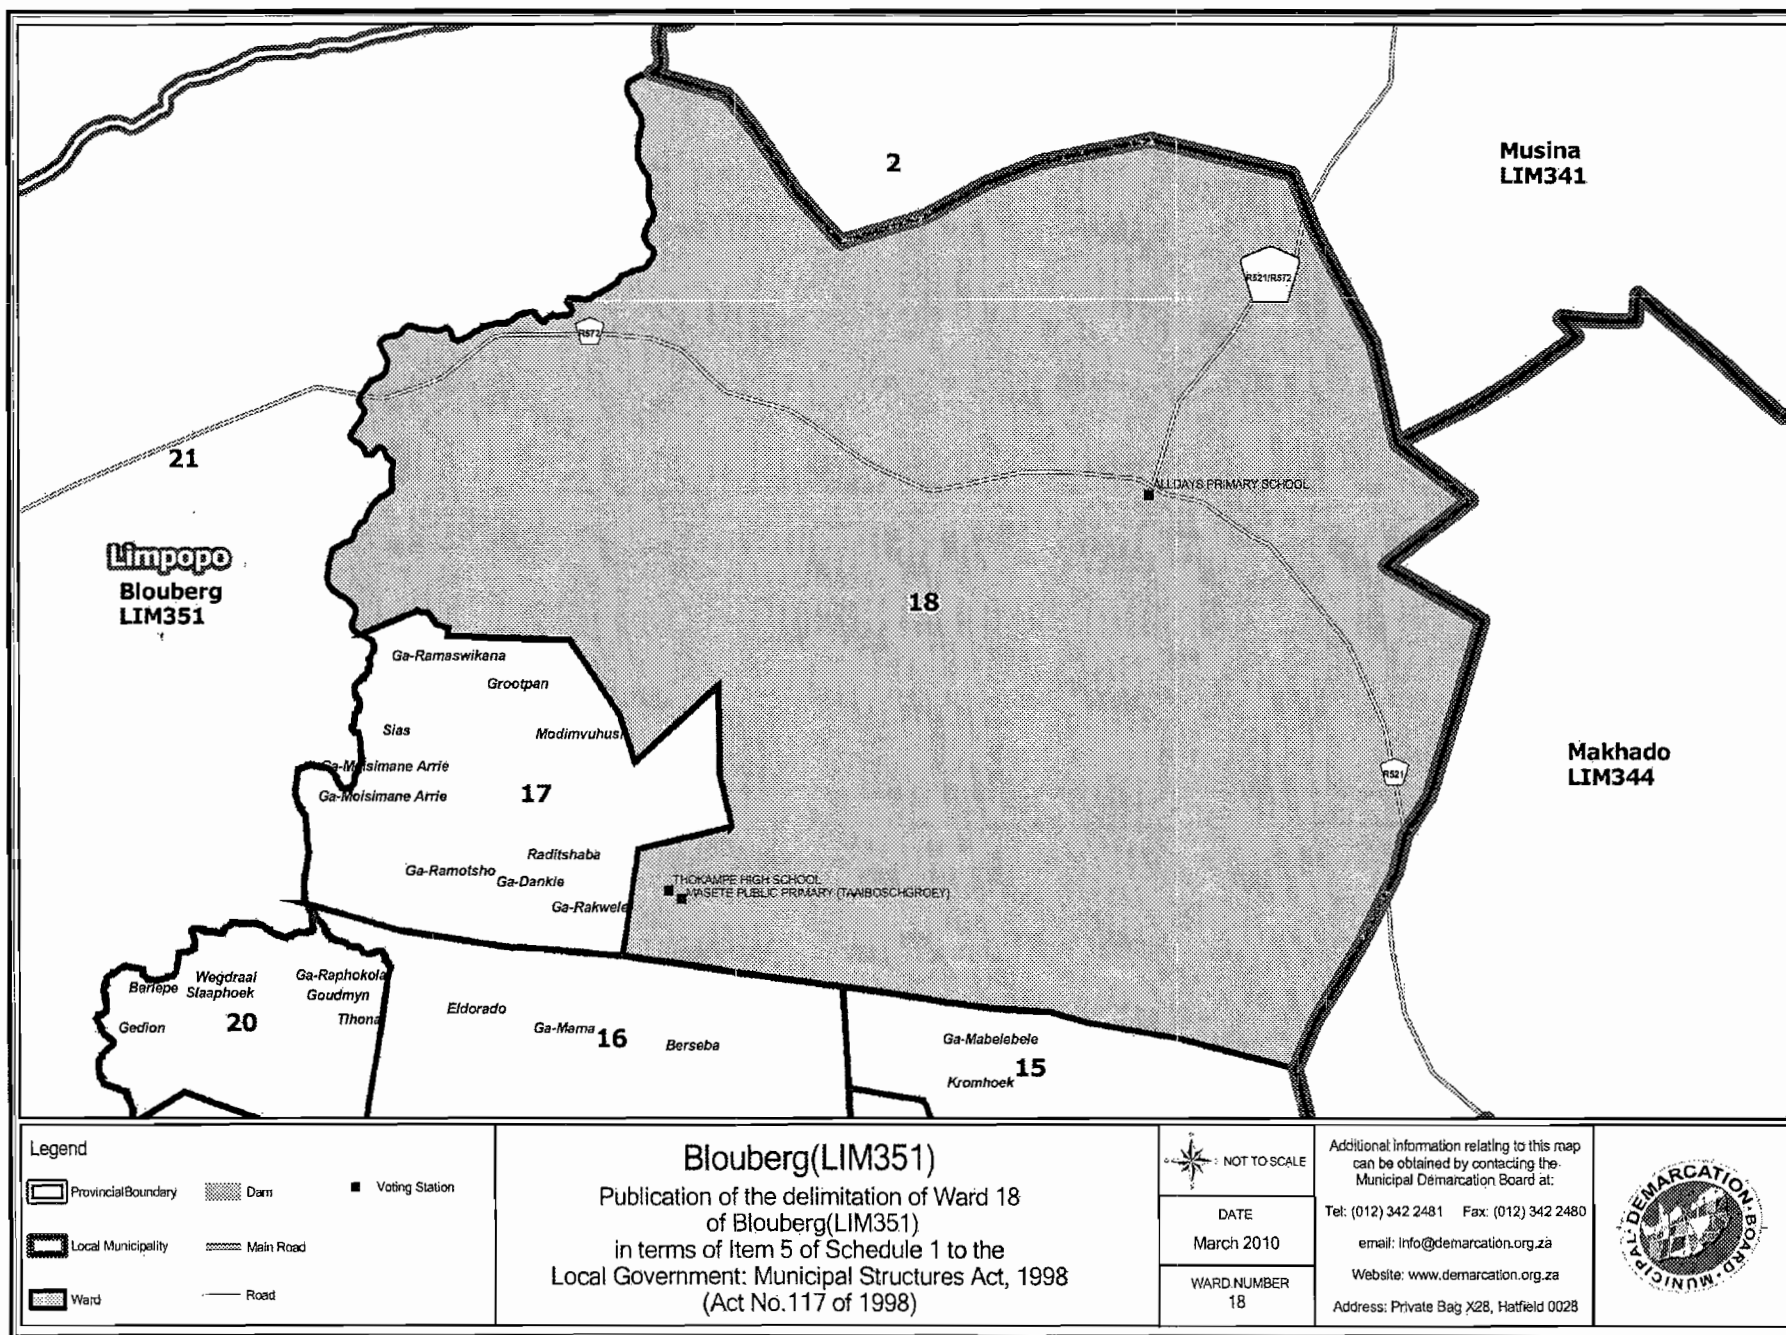 2
Musina
LIM341
R521/R572
R572
21
ALLDAYS PRIMARY SCHOOL
Limpopo
Blouberg
LIM351
18
Ga-Ramaswikana
Grootpan
Sias
Modimvuhusi
Ga-Moisimane Arrie
Ga-Moisimane Arrie
17
Makhado
LIM344
R521
Raditshaba
Ga-Ramotsho
Ga-Dankie
Ga-Rakwele
THOKAMPE HIGH SCHOOL
MASETE PUBLIC PRIMARY (TAAIBOSCHGROEY)
Wegdraai
Slaaphoek
Berlepe
Ga-Raphokola
Goudmyn
Tlhona
Gedion
20
Eldorado
Ga-Mama
16
Berseba
Ga-Mabelebele
15
Kromhoek
Legend
Provincial Boundary
Dam
Voting Station
Local Municipality
Main Road
Ward
Road
Blouberg(LIM351)
Publication of the delimitation of Ward 18
of Blouberg(LIM351)
in terms of Item 5 of Schedule 1 to the
Local Government: Municipal Structures Act, 1998
(Act No.117 of 1998)
NOT TO SCALE
DATE
March 2010
WARD NUMBER
18
Additional information relating to this map
can be obtained by contacting the
Municipal Demarcation Board at:
Tel: (012) 342 2481 Fax: (012) 342 2480
email: info@demarcation.org.za
Website: www.demarcation.org.za
Address: Private Bag X28, Hatfield 0028
MUNICIPAL DEMARCATION BOARD